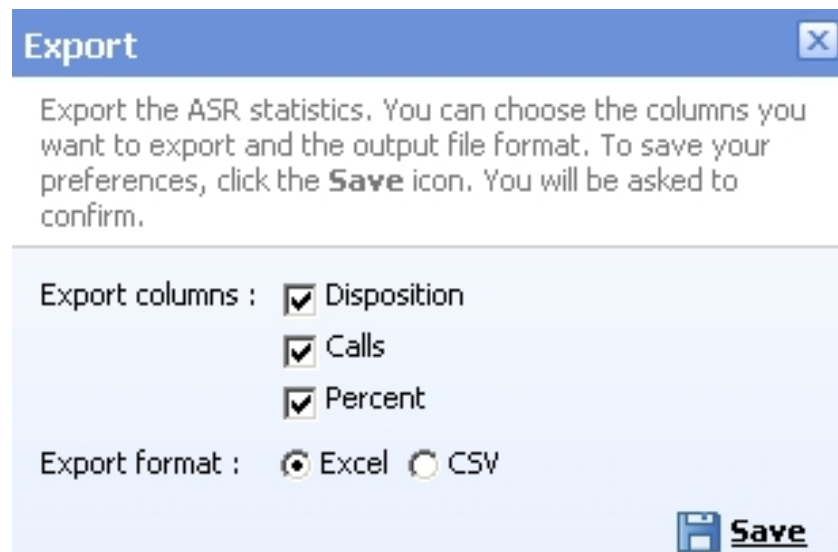 Export
Export the ASR statistics. You can choose the columns you
want to export and the output file format. To save your
preferences, click the Save icon. You will be asked to
confirm.
Export columns : Disposition
Calls
Percent
Export format : Excel CSV
Save